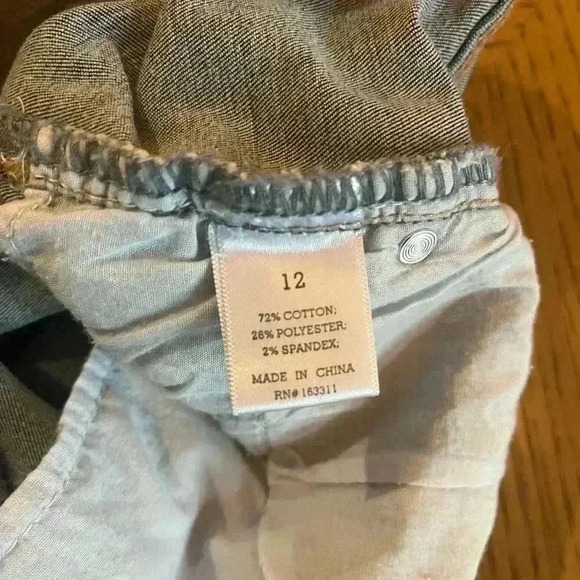 12
72% COTTON;
26% POLYESTER;
2% SPANDEX;
MADE IN CHINA
RN# 163311